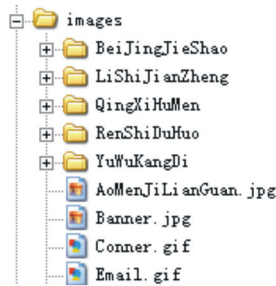 images
BeiJingJieShao
LiShiJianZheng
QingXiHuMen
RenShiDuHuo
YuWuKangDi
AoMenJiLianGuan.jpg
Banner.jpg
Conner.gif
Email.gif